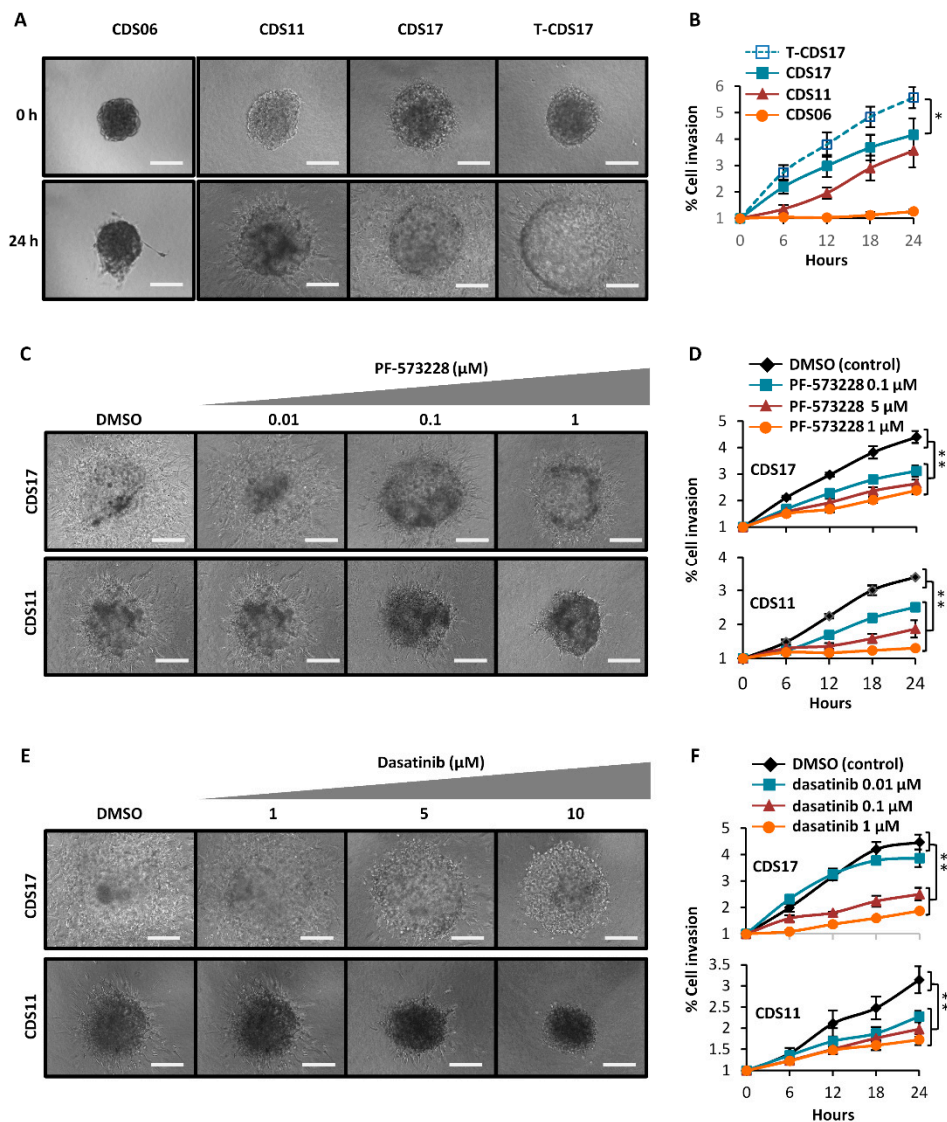 A
CDS06 CDS11 CDS17 T-CDS17
0 h
24 h
B
T-CDS17
CDS17
CDS11
CDS06
% Cell invasion
6
5
4
3
2
1
*
0 6 12 18 24
Hours
C
PF-573228 (µM)
DMSO 0.01 0.1 1
CDS17
CDS11
D
DMSO (control)
PF-573228 0.1 µM
PF-573228 5 µM
PF-573228 1 µM
% Cell invasion
5
4
3
2
1
CDS17
**
4
3
2
1
CDS11
**
0 6 12 18 24
Hours
E
Dasatinib (µM)
DMSO 1 5 10
CDS17
CDS11
F
DMSO (control)
dasatinib 0.01 µM
dasatinib 0.1 µM
dasatinib 1 µM
% Cell invasion
5
4
3
2
1
CDS17
**
3.5
3
2.5
2
1.5
1
CDS11
**
0 6 12 18 24
Hours